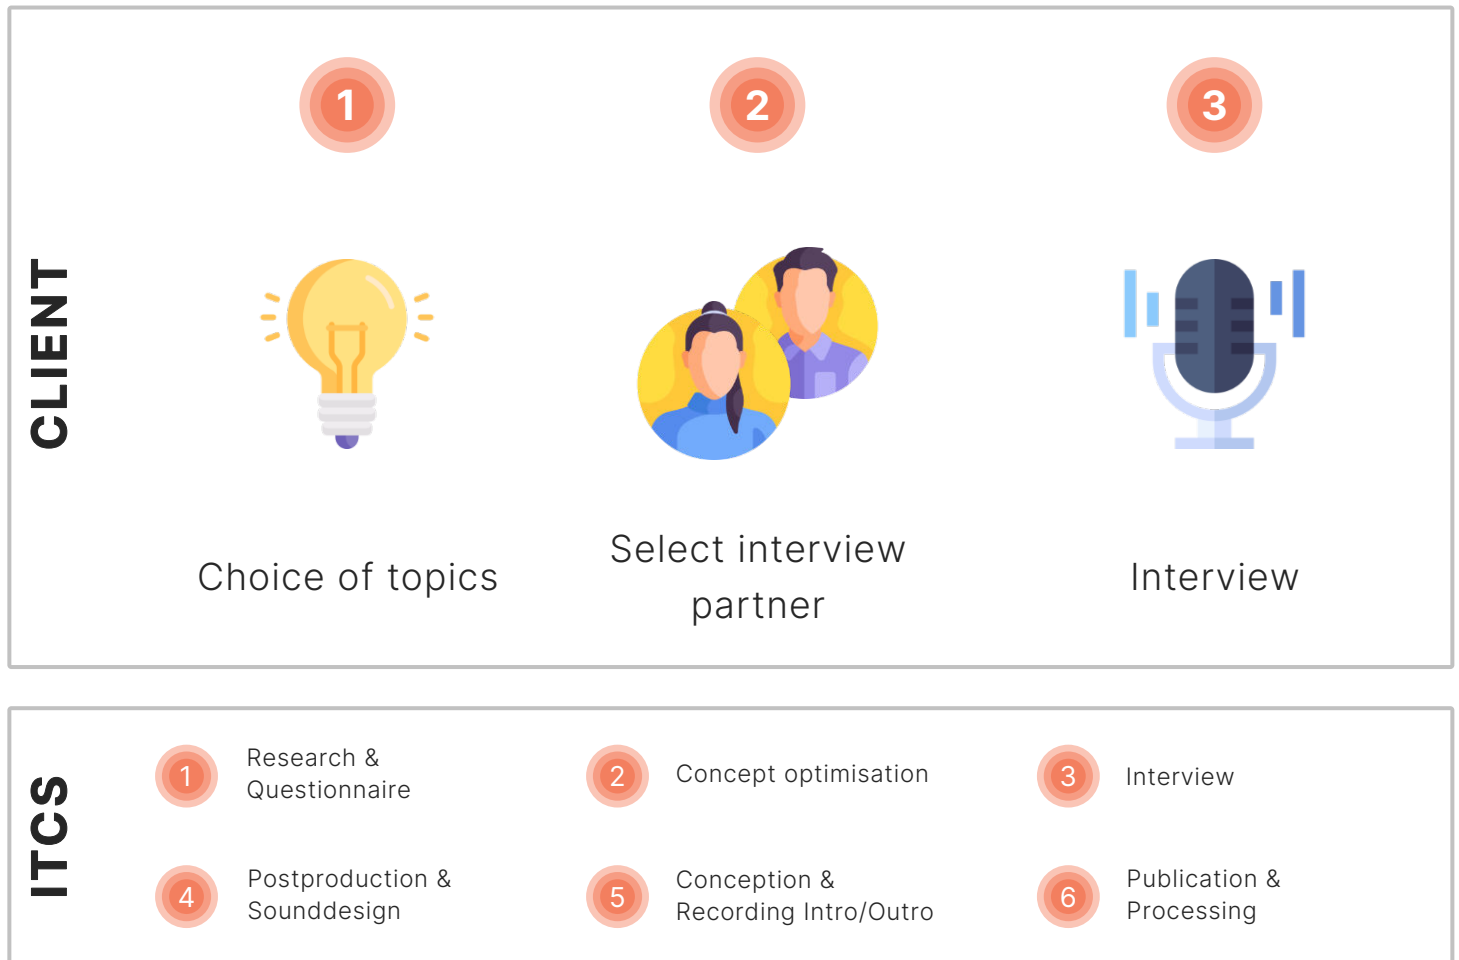 CLIENT
1
2
3
Choice of topics
Select interview
partner
Interview
ITCS
1
Research &
Questionnaire
2
Concept optimisation
3
Interview
4
Postproduction &
Sounddesign
5
Conception &
Recording Intro/Outro
6
Publication &
Processing